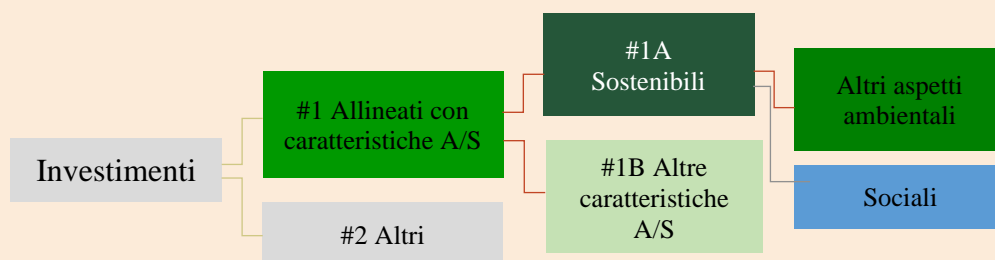 Investimenti
#1 Allineati con
caratteristiche A/S
#2 Altri
#1A
Sostenibili
#1B Altre
caratteristiche
A/S
Altri aspetti
ambientali
Sociali